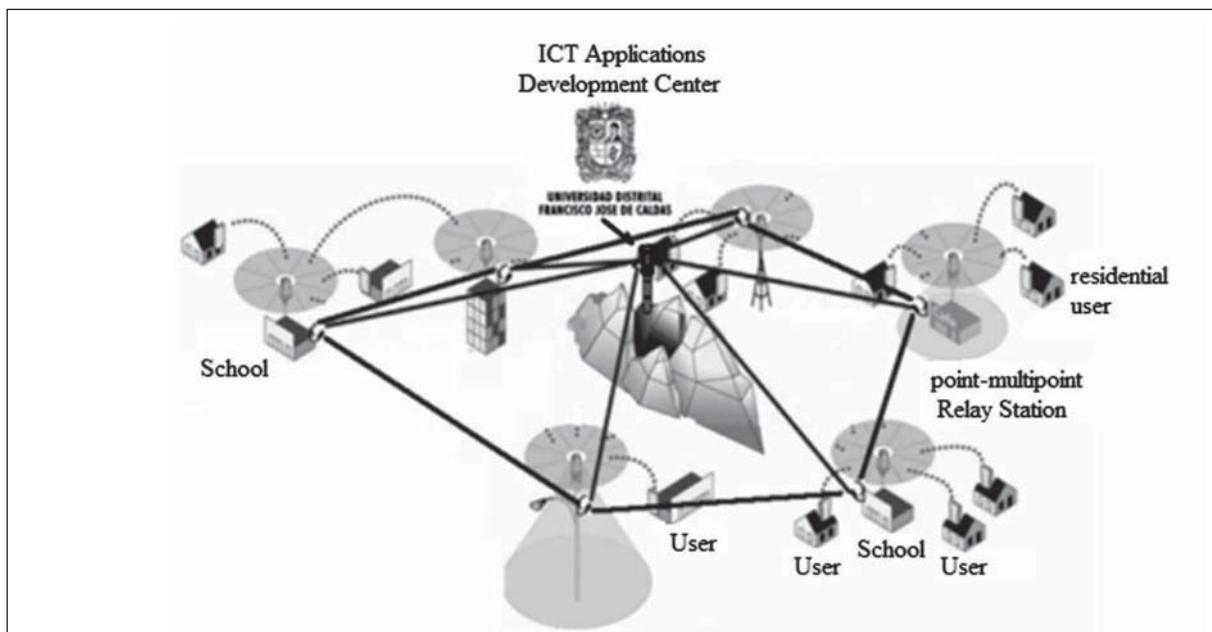 ICT Applications
Development Center
UNIVERSIDAD DISTRITAL
FRANCISCO JOSE DE CALDAS
residential
user
School
point-multipoint
Relay Station
User
User
School
User